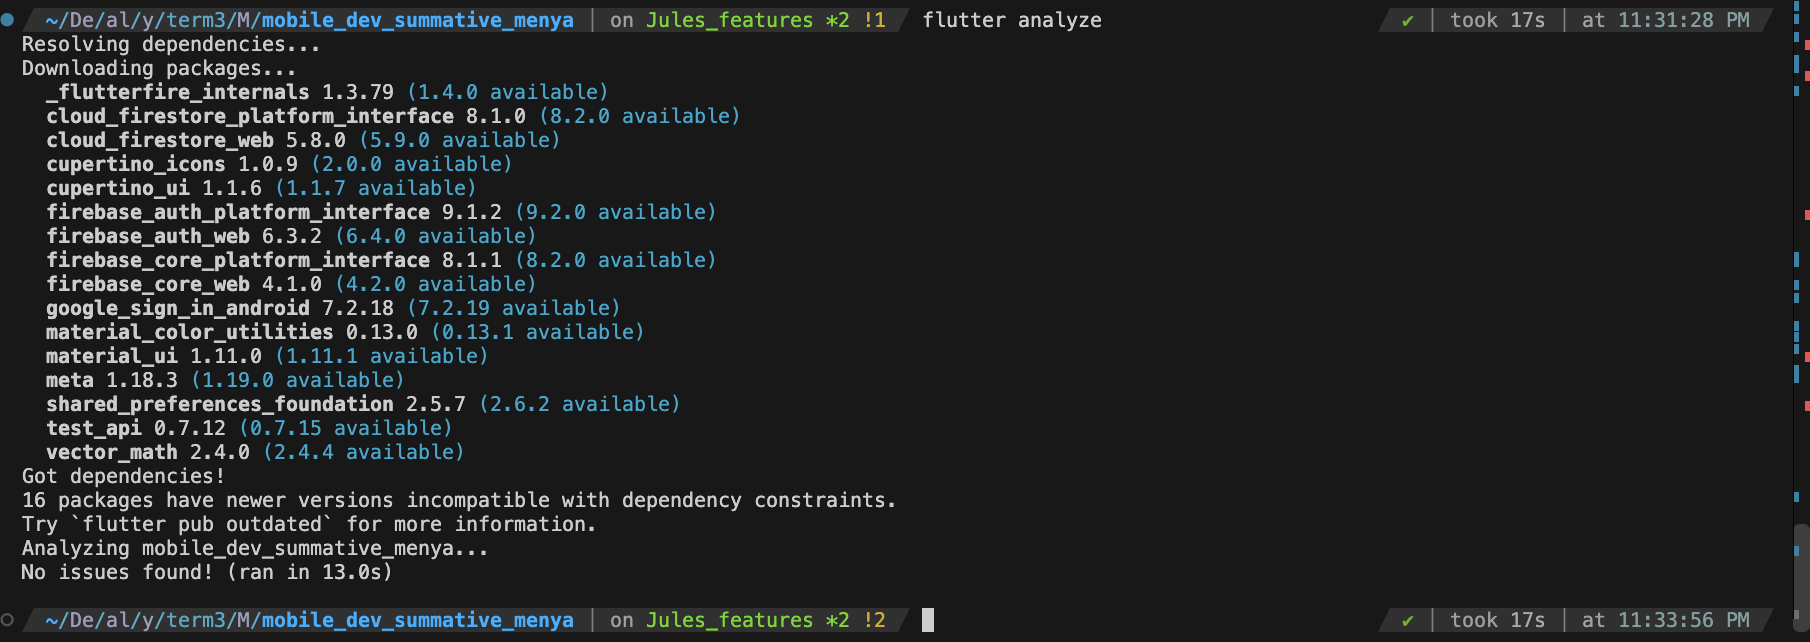 ~/De/al/y/term3/M/mobile_dev_summative_menya | on Jules_features *2 !1 flutter analyze ✔ | took 17s | at 11:31:28 PM
Resolving dependencies...
Downloading packages...
_flutterfire_internals 1.3.79 (1.4.0 available)
cloud_firestore_platform_interface 8.1.0 (8.2.0 available)
cloud_firestore_web 5.8.0 (5.9.0 available)
cupertino_icons 1.0.9 (2.0.0 available)
cupertino_ui 1.1.6 (1.1.7 available)
firebase_auth_platform_interface 9.1.2 (9.2.0 available)
firebase_auth_web 6.3.2 (6.4.0 available)
firebase_core_platform_interface 8.1.1 (8.2.0 available)
firebase_core_web 4.1.0 (4.2.0 available)
google_sign_in_android 7.2.18 (7.2.19 available)
material_color_utilities 0.13.0 (0.13.1 available)
material_ui 1.11.0 (1.11.1 available)
meta 1.18.3 (1.19.0 available)
shared_preferences_foundation 2.5.7 (2.6.2 available)
test_api 0.7.12 (0.7.15 available)
vector_math 2.4.0 (2.4.4 available)
Got dependencies!
16 packages have newer versions incompatible with dependency constraints.
Try `flutter pub outdated` for more information.
Analyzing mobile_dev_summative_menya...
No issues found! (ran in 13.0s)
~/De/al/y/term3/M/mobile_dev_summative_menya | on Jules_features *2 !2 ✔ | took 17s | at 11:33:56 PM